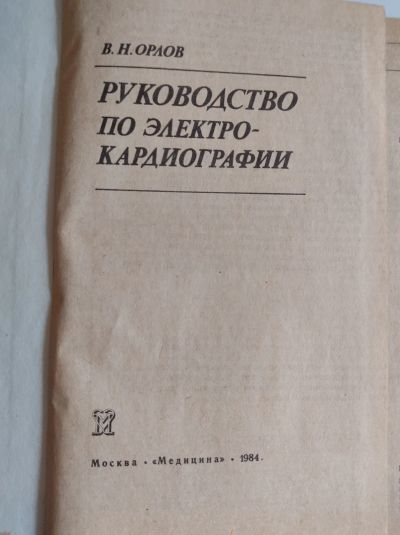 В. Н. ОРЛОВ
РУКОВОДСТВО
ПО ЭЛЕКТРО-
КАРДИОГРАФИИ
М
Москва · «Медицина» · 1984